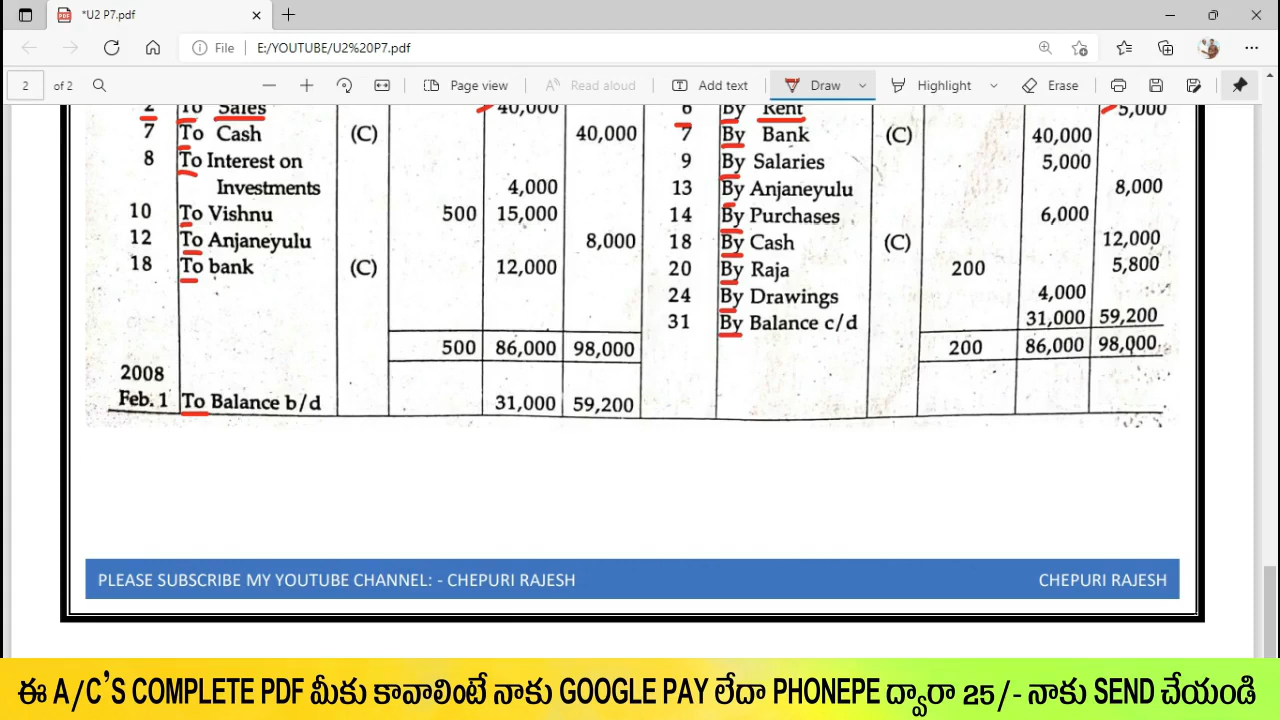 *U2 P7.pdf
File E:/YOUTUBE/U2%20P7.pdf
2 of 2 Page view Read aloud Add text Draw Highlight Erase
2 To Sales 40,000 6 By Rent 5,000
7 To Cash (C) 40,000 7 By Bank (C) 40,000
8 To Interest on 9 By Salaries 5,000
Investments 4,000 13 By Anjaneyulu 8,000
10 To Vishnu 500 15,000 14 By Purchases 6,000
12 To Anjaneyulu 8,000 18 By Cash (C) 12,000
18 To bank (C) 12,000 20 By Raja 200 5,800
24 By Drawings 4,000
31 By Balance c/d 31,000 59,200
500 86,000 98,000 200 86,000 98,000
2008
Feb. 1 To Balance b/d 31,000 59,200
PLEASE SUBSCRIBE MY YOUTUBE CHANNEL: - CHEPURI RAJESH CHEPURI RAJESH
ఈ A/C'S COMPLETE PDF మీకు కావాలింటే నాకు GOOGLE PAY లేదా PHONEPE ద్వారా 25/- నాకు SEND చేయండి